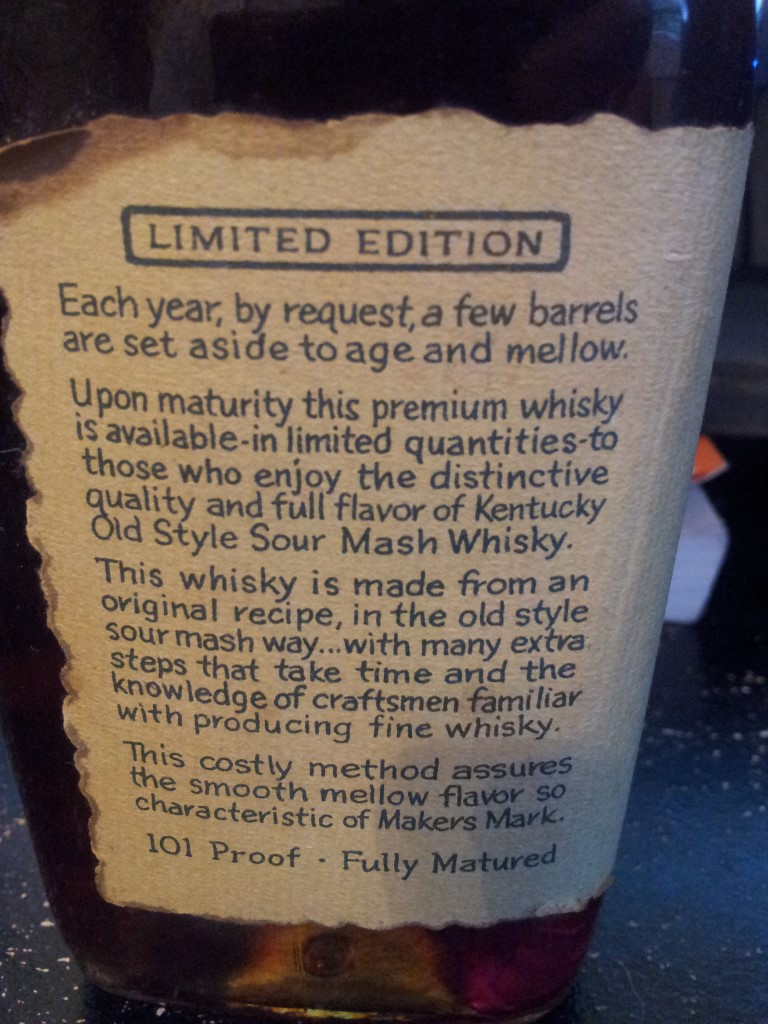 LIMITED EDITION
Each year, by request, a few barrels
are set aside to age and mellow.
Upon maturity this premium whisky
is available-in limited quantities-to
those who enjoy the distinctive
quality and full flavor of Kentucky
Old Style Sour Mash Whisky.
This whisky is made from an
original recipe, in the old style
sour mash way...with many extra
steps that take time and the
knowledge of craftsmen familiar
with producing fine whisky.
This costly method assures
the smooth mellow flavor so
characteristic of Makers Mark.
101 Proof · Fully Matured